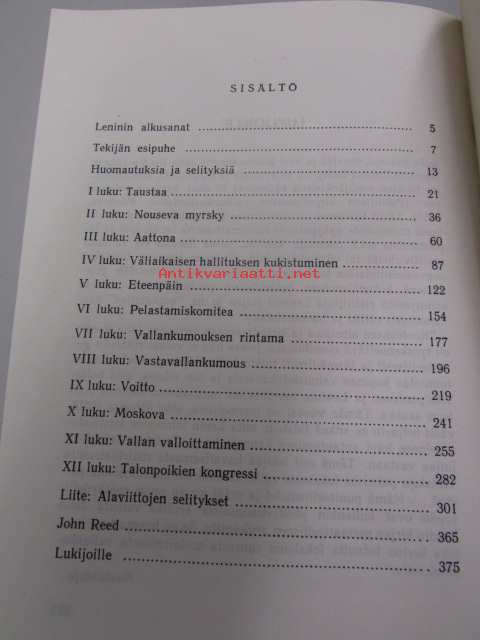 SISÄLTÖ
Leninin alkusanat 5
Tekijän esipuhe 7
Huomautuksia ja selityksiä 13
I luku: Taustaa 21
II luku: Nouseva myrsky 36
III luku: Aattona 60
IV luku: Väliaikaisen hallituksen kukistuminen 87
Antikvariaatti.net
V luku: Eteenpäin 122
VI luku: Pelastamiskomitea 154
VII luku: Vallankumouksen rintama 177
VIII luku: Vastavallankumous 196
IX luku: Voitto 219
X luku: Moskova 241
XI luku: Vallan valloittaminen 255
XII luku: Talonpoikien kongressi 282
Liite: Alaviittojen selitykset 301
John Reed 365
Lukijoille 375